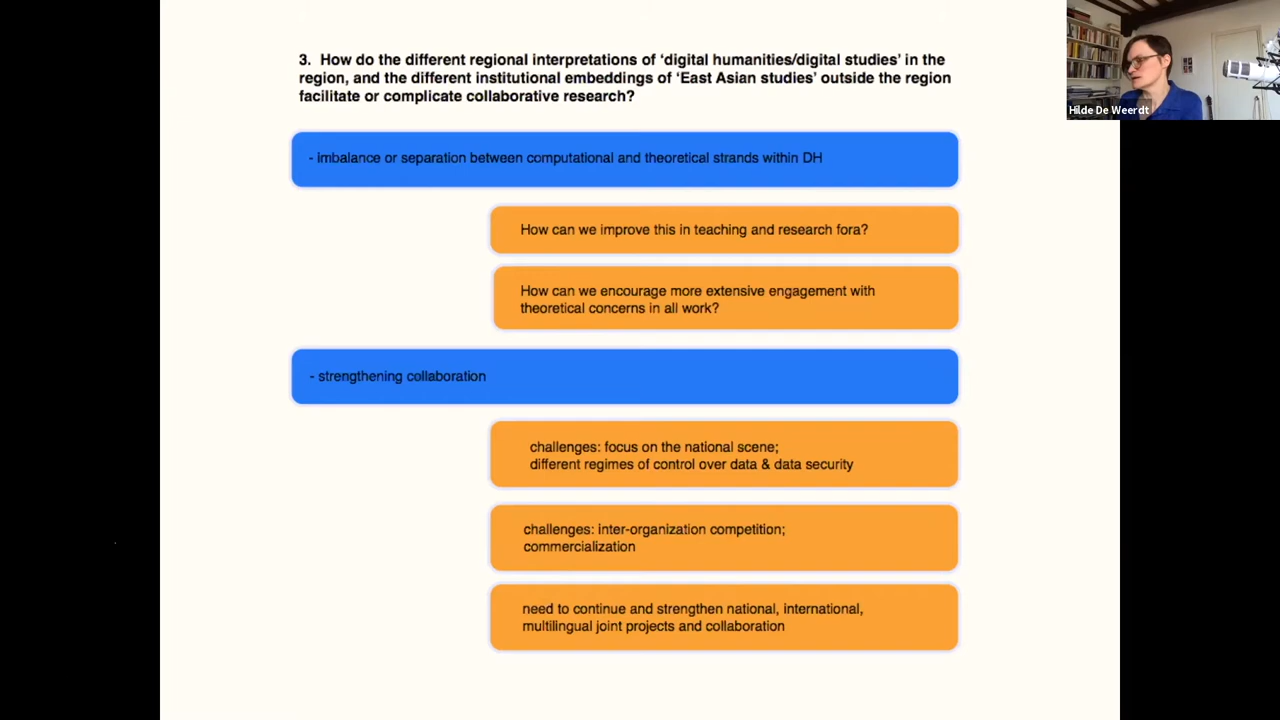 3. How do the different regional interpretations of ‘digital humanities/digital studies’ in the
region, and the different institutional embeddings of ‘East Asian studies’ outside the region
facilitate or complicate collaborative research?
- imbalance or separation between computational and theoretical strands within DH
How can we improve this in teaching and research fora?
How can we encourage more extensive engagement with
theoretical concerns in all work?
- strengthening collaboration
challenges: focus on the national scene;
different regimes of control over data & data security
challenges: inter-organization competition;
commercialization
need to continue and strengthen national, international,
multilingual joint projects and collaboration
Hilde De Weerdt